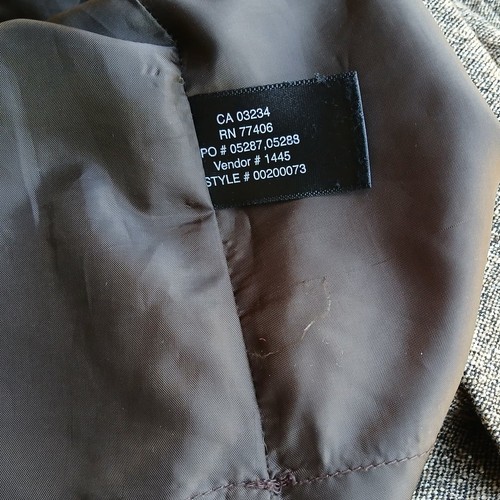 CA 03234
RN 77406
PO # 05287,05288
Vendor # 1445
STYLE # 00200073